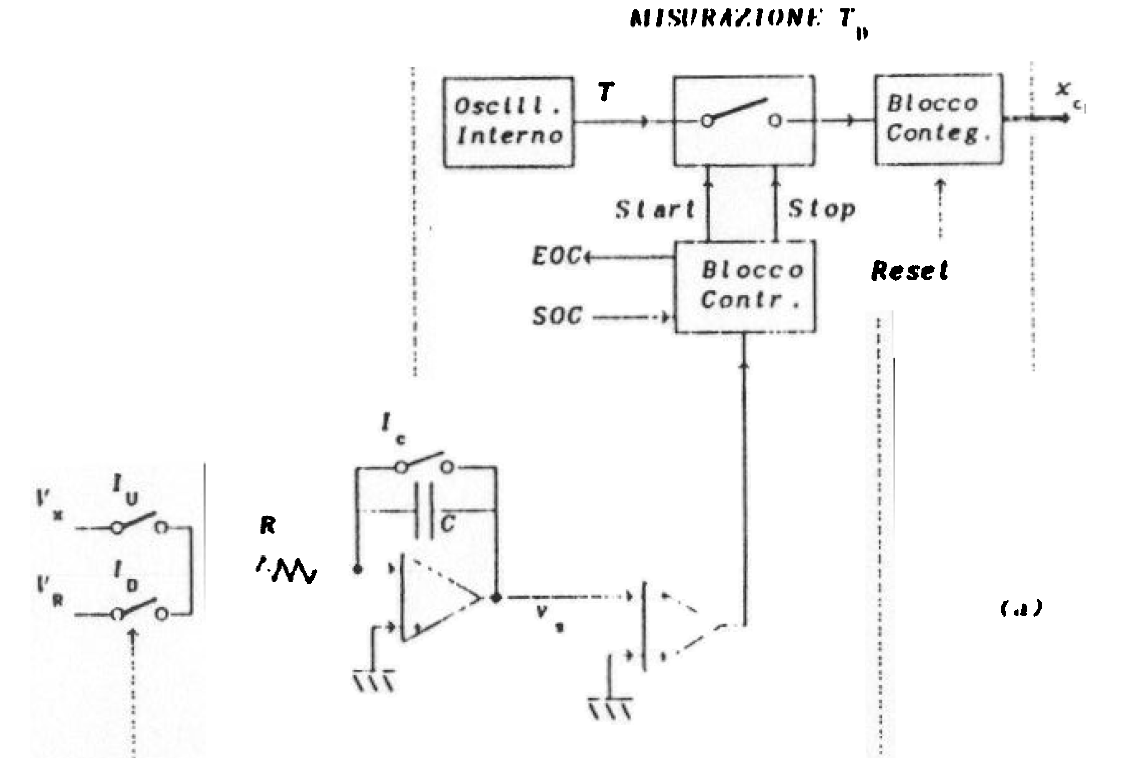 MISURAZIONE T_D
Oscill.
Interno
T
Blocco
Conteg.
x_c
Start
Stop
EOC
SOC
Blocco
Contr.
Reset
I_c
C
V_x
I_U
R
V_R
I_D
v_s
(a)